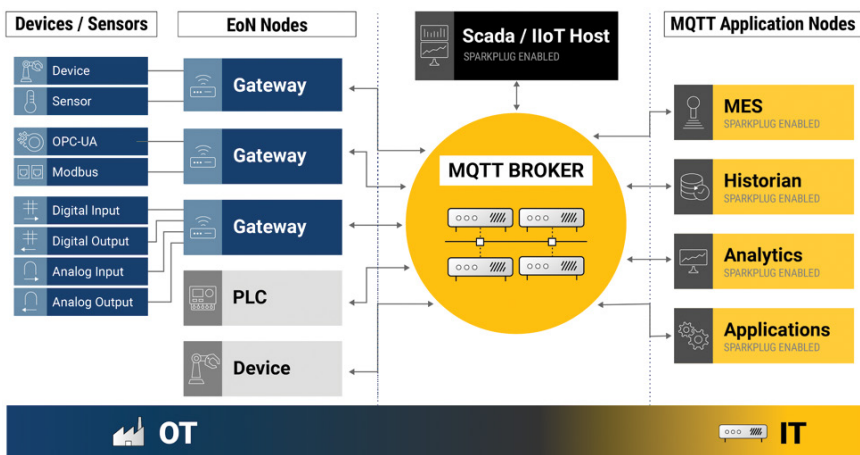 Devices / Sensors
EoN Nodes
Scada / IIoT Host
SPARKPLUG ENABLED
MQTT Application Nodes
Device
Sensor
Gateway
OPC-UA
Modbus
Gateway
Digital Input
Digital Output
Analog Input
Analog Output
Gateway
PLC
Device
MQTT BROKER
MES
SPARKPLUG ENABLED
Historian
SPARKPLUG ENABLED
Analytics
SPARKPLUG ENABLED
Applications
SPARKPLUG ENABLED
OT
IT